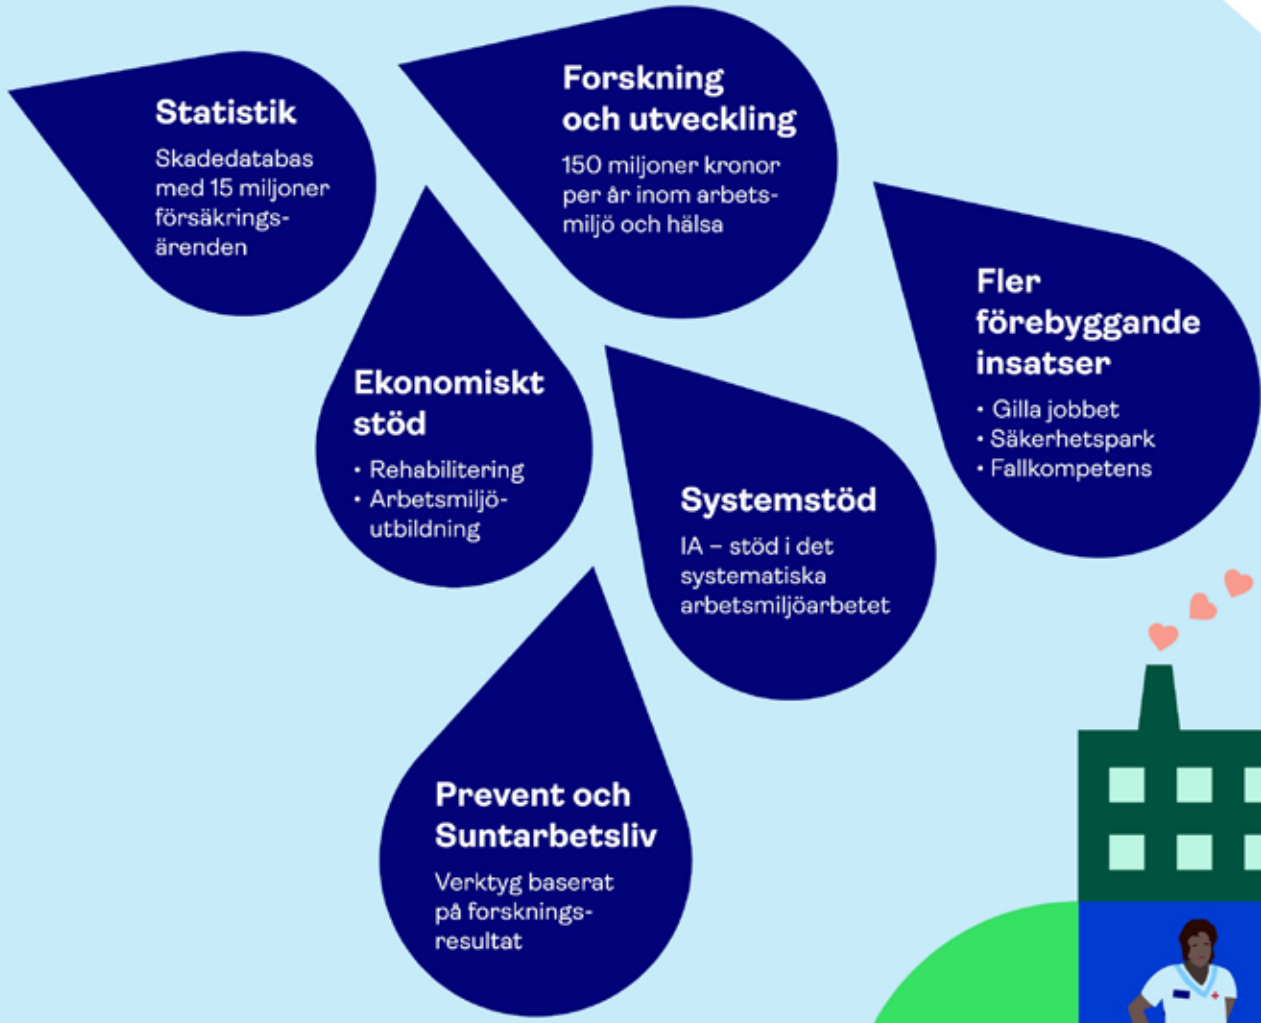 Statistik
Skadedatabas
med 15 miljoner
försäkrings-
ärenden
Forskning
och utveckling
150 miljoner kronor
per år inom arbets-
miljö och hälsa
Fler
förebyggande
insatser
• Gilla jobbet
• Säkerhetspark
• Fallkompetens
Ekonomiskt
stöd
• Rehabilitering
• Arbetsmiljö-
utbildning
Systemstöd
IA – stöd i det
systematiska
arbetsmiljöarbetet
Prevent och
Suntarbetsliv
Verktyg baserat
på forsknings-
resultat